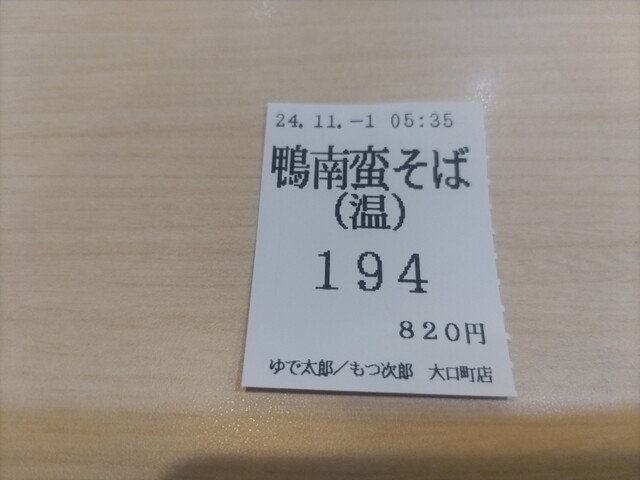 24.11.-1 05:35
鴨南蛮そば
(温)
194
820円
ゆで太郎/もつ次郎 大口町店